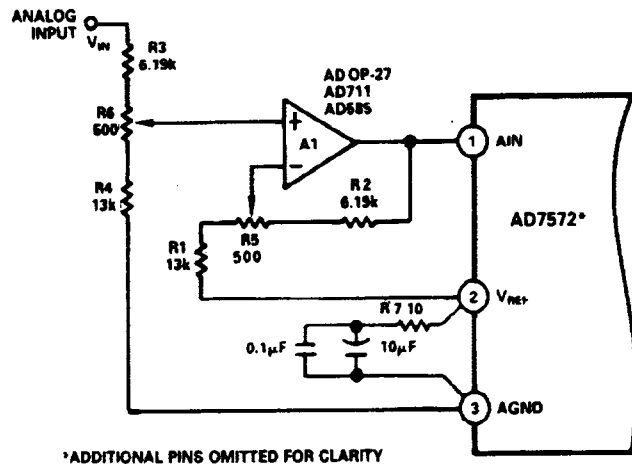 ANALOG
INPUT
VIN
R3
6.19k
R6
500
R4
13k
AD OP-27
AD711
AD585
A1
+
−
R2
6.19k
R5
500
R1
13k
1 AIN
AD7572*
2 VREF
R7 10
0.1μF
10μF
3 AGND
*ADDITIONAL PINS OMITTED FOR CLARITY